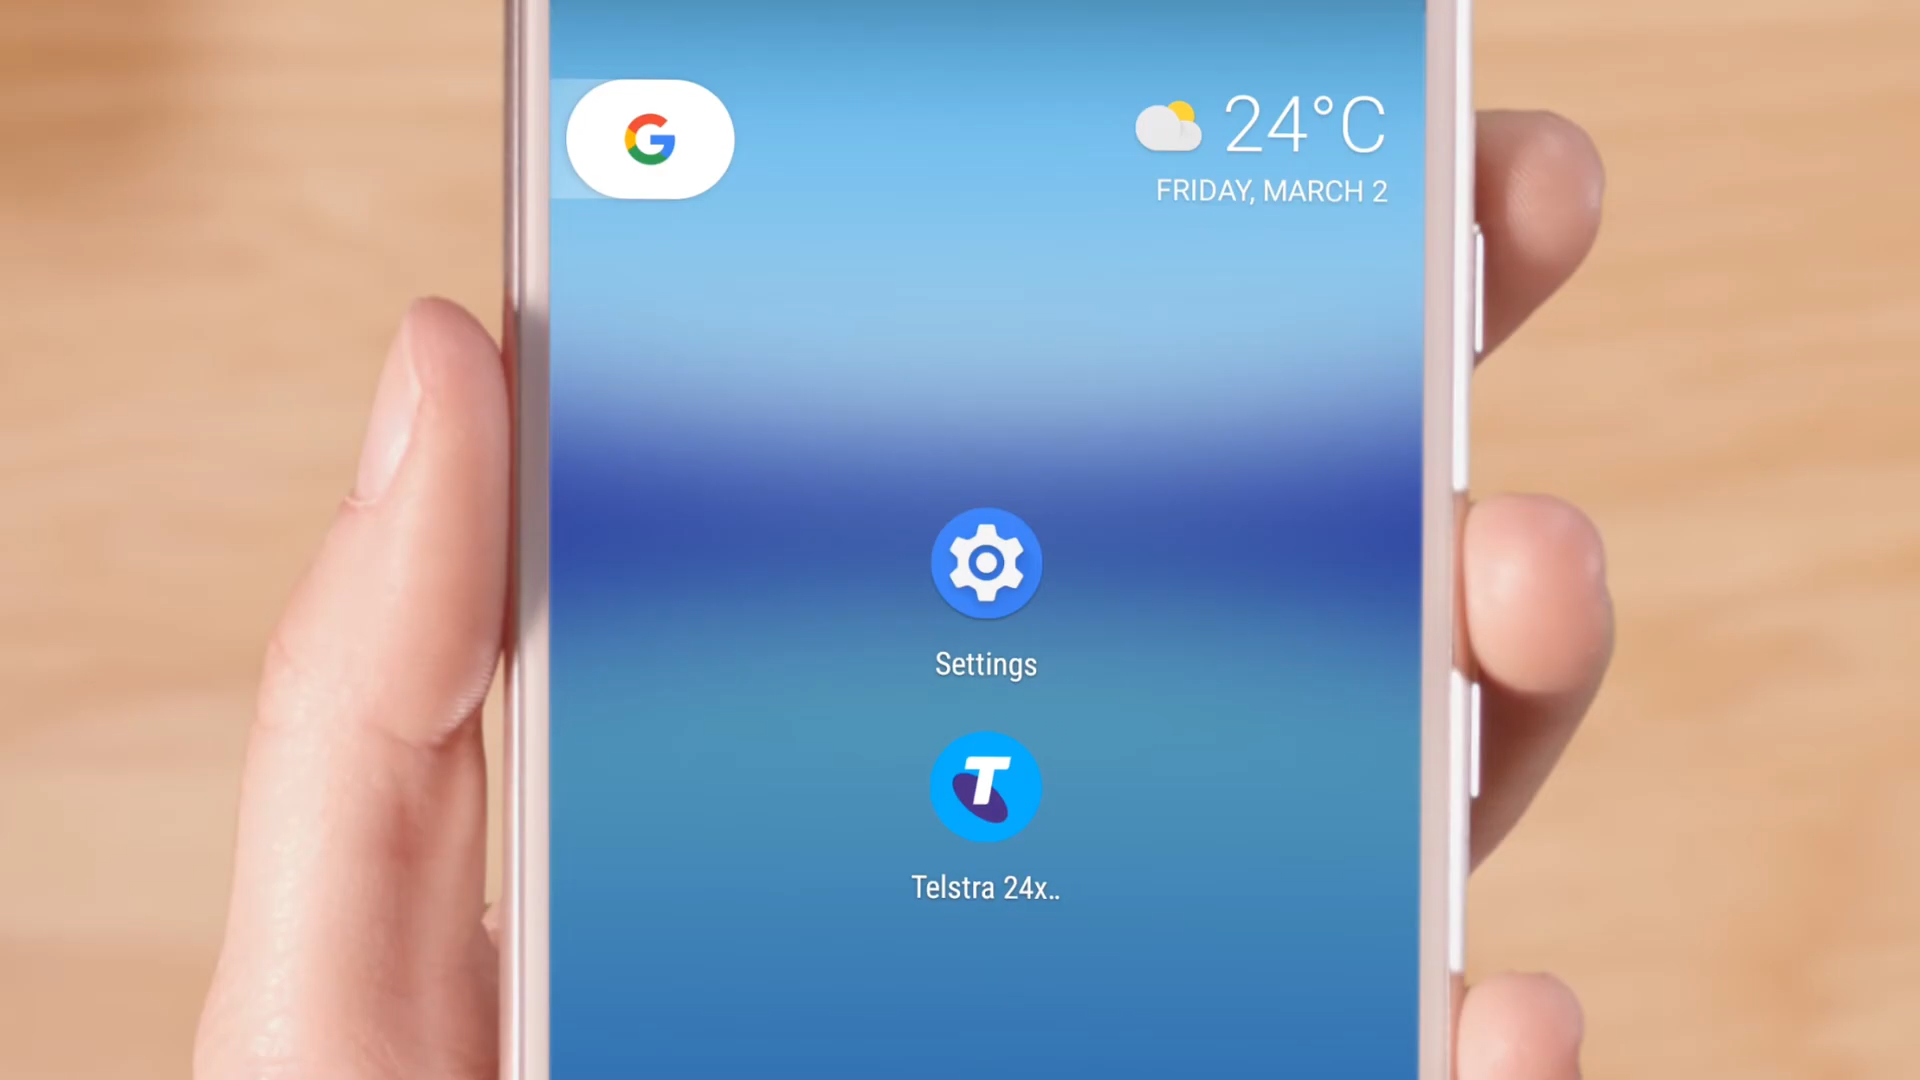 G
24°C
FRIDAY, MARCH 2
Settings
T
Telstra 24x..